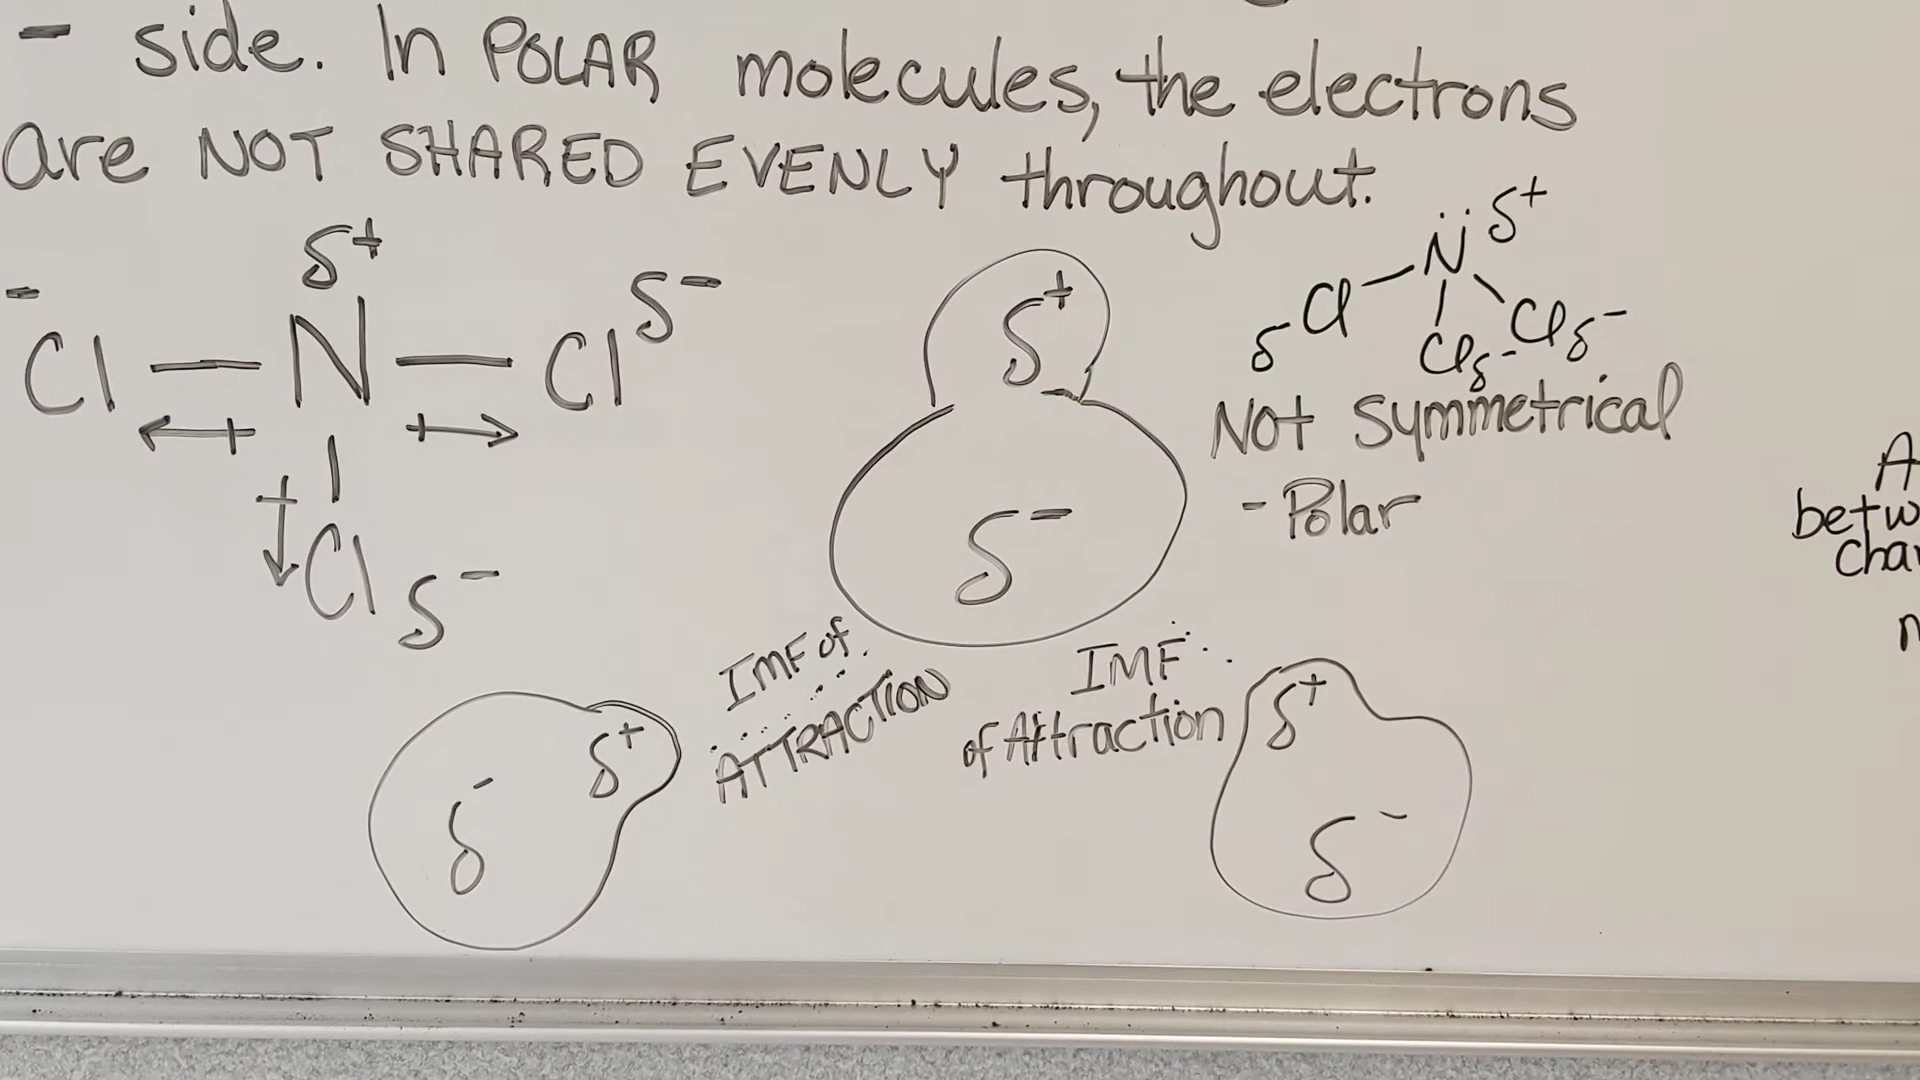 - side. In POLAR molecules, the electrons
are NOT SHARED EVENLY throughout.
δ+
- Cl — N — Cl δ-
Cl δ-
δ+
δ-
N̈ δ+
δ- Cl Cl δ- Cl δ-
Not Symmetrical
- Polar
IMF of
ATTRACTION
IMF
of Attraction
δ+
δ-
δ+
δ-